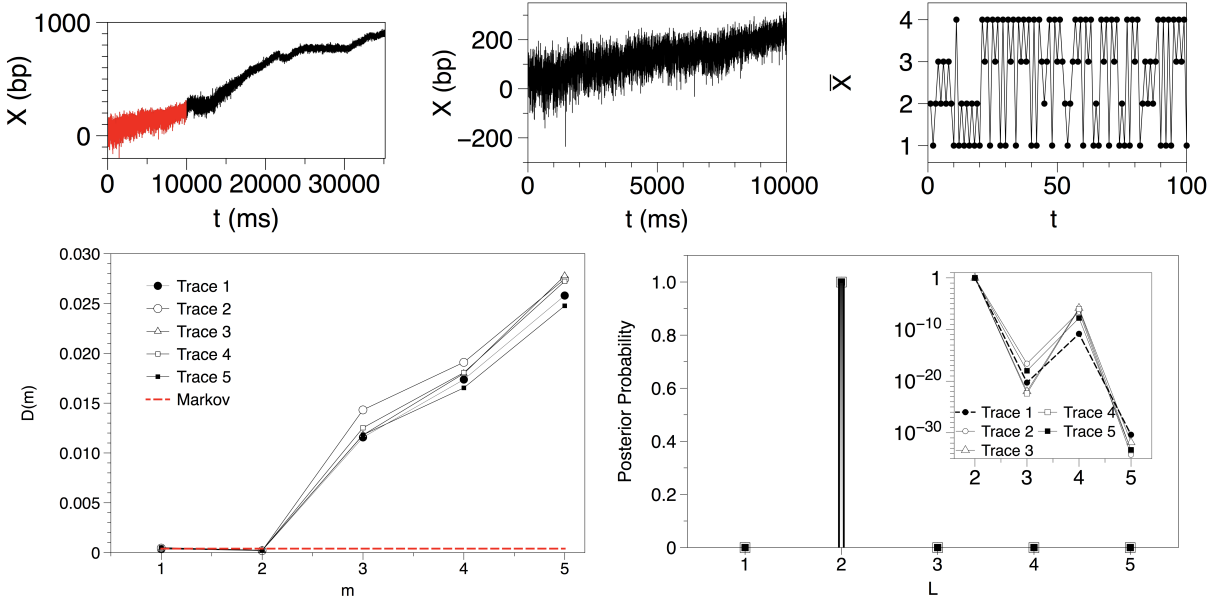 1000
0
X (bp)
0 10000 20000 30000
t (ms)
200
0
−200
X (bp)
0 5000 10000
t (ms)
4
3
2
1
X̅
0 50 100
t
0.030
0.025
0.020
0.015
0.010
0.005
0
D(m)
Trace 1
Trace 2
Trace 3
Trace 4
Trace 5
Markov
1 2 3 4 5
m
1.0
0.8
0.6
0.4
0.2
0
Posterior Probability
1 2 3 4 5
L
1
10⁻¹⁰
10⁻²⁰
10⁻³⁰
Trace 1 Trace 4
Trace 2 Trace 5
Trace 3
2 3 4 5